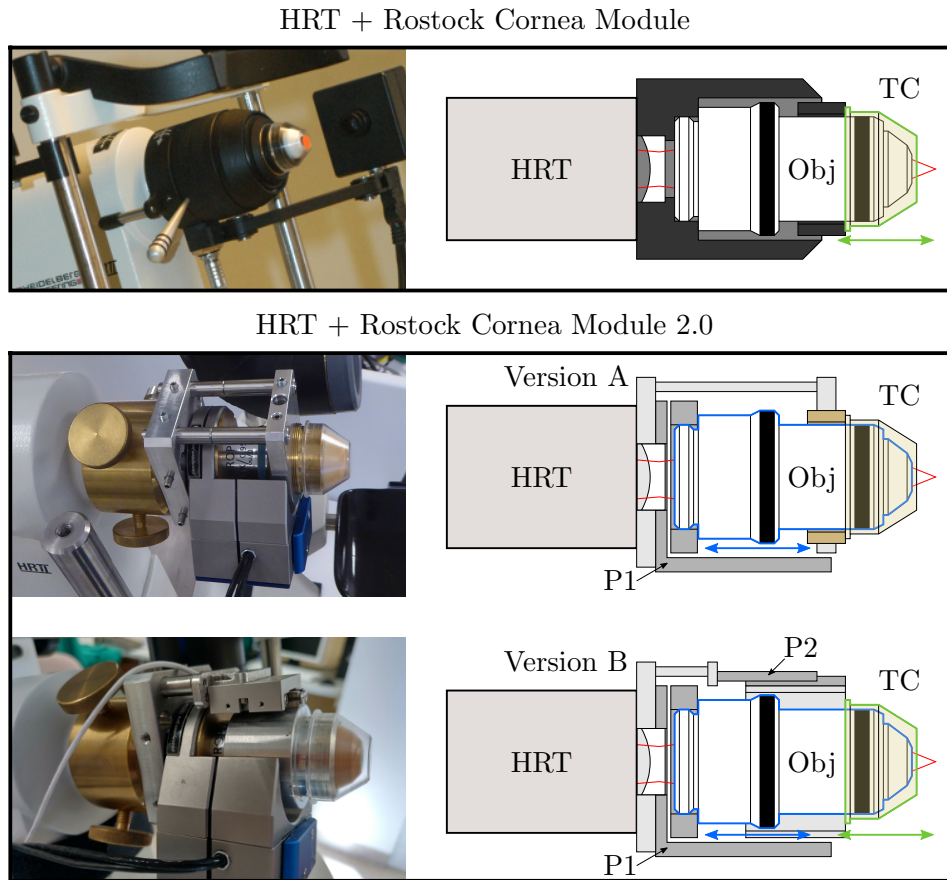 HRT + Rostock Cornea Module
TC
HRT
Obj
HRT + Rostock Cornea Module 2.0
Version A
TC
HRT
Obj
P1
HRT II
Version B
P2
TC
HRT
Obj
P1